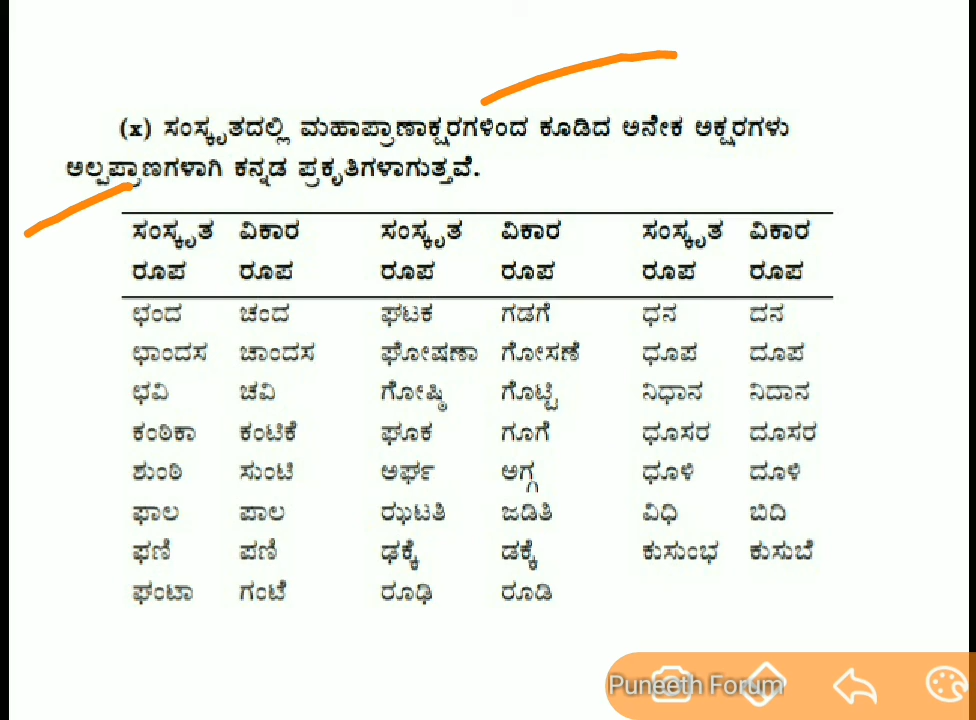 (x) ಸಂಸ್ಕೃತದಲ್ಲಿ ಮಹಾಪ್ರಾಣಾಕ್ಷರಗಳಿಂದ ಕೂಡಿದ ಅನೇಕ ಅಕ್ಷರಗಳು
ಅಲ್ಪಪ್ರಾಣಗಳಾಗಿ ಕನ್ನಡ ಪ್ರಕೃತಿಗಳಾಗುತ್ತವೆ.
ಸಂಸ್ಕೃತ ವಿಕಾರ ಸಂಸ್ಕೃತ ವಿಕಾರ ಸಂಸ್ಕೃತ ವಿಕಾರ
ರೂಪ ರೂಪ ರೂಪ ರೂಪ ರೂಪ ರೂಪ
ಛಂದ ಚಂದ ಘಟಕ ಗಡಗೆ ಧನ ದನ
ಛಾಂದಸ ಚಾಂದಸ ಘೋಷಣಾ ಗೋಸಣೆ ಧೂಪ ದೂಪ
ಛವಿ ಚವಿ ಗೋಷ್ಠಿ ಗೊಟ್ಟಿ ನಿಧಾನ ನಿದಾನ
ಕಂಠಿಕಾ ಕಂಟಿಕೆ ಘೂಕ ಗೂಗೆ ಧೂಸರ ದೂಸರ
ಶುಂಠಿ ಸುಂಟಿ ಅರ್ಘ ಅಗ್ಗ ಧೂಳಿ ದೂಳಿ
ಫಾಲ ಪಾಲ ಝಟತಿ ಜಡಿತಿ ವಿಧಿ ಬಿದಿ
ಫಣಿ ಪಣಿ ಢಕ್ಕೆ ಡಕ್ಕೆ ಕುಸುಂಭ ಕುಸುಬೆ
ಘಂಟಾ ಗಂಟೆ ರೂಢಿ ರೂಡಿ
Puneeth Forum